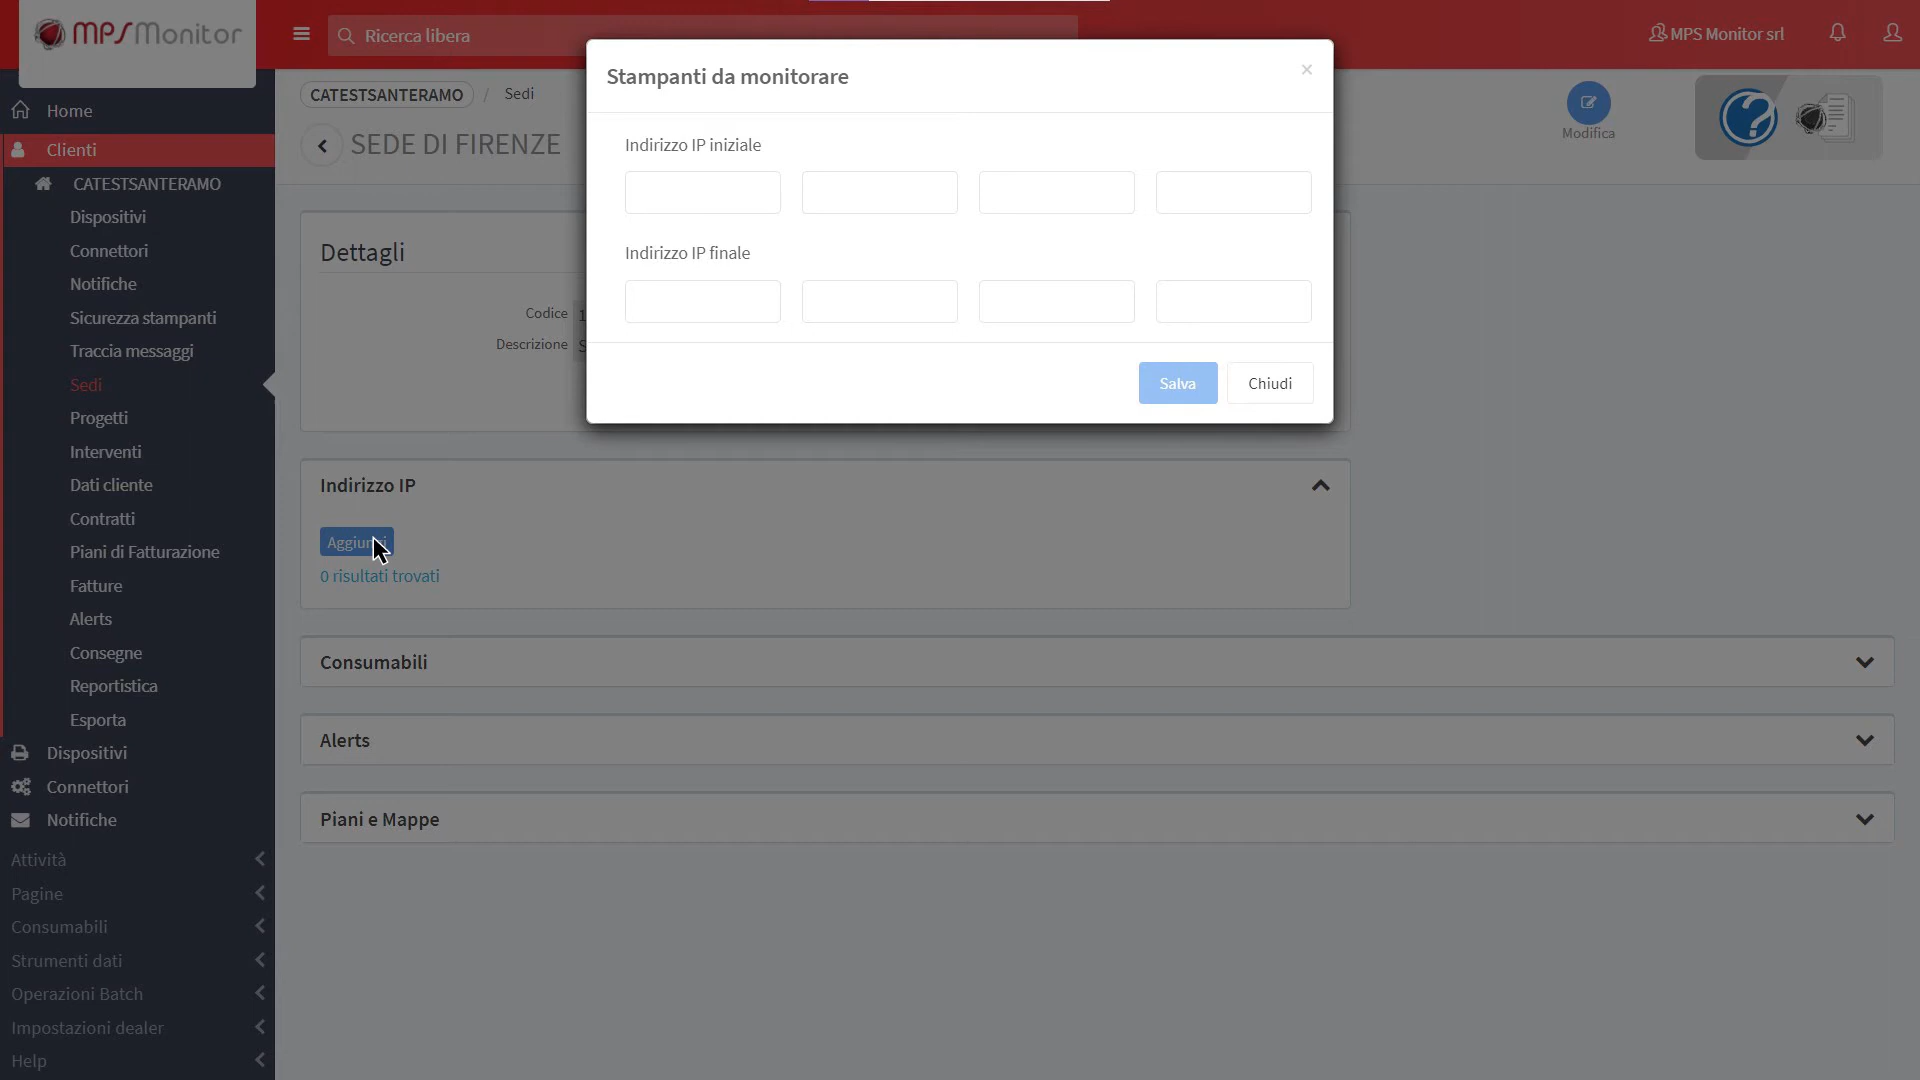 MPSMonitor
Ricerca libera
MPS Monitor srl
Home
Clienti
CATESTSANTERAMO
Dispositivi
Connettori
Notifiche
Sicurezza stampanti
Traccia messaggi
Sedi
Progetti
Interventi
Dati cliente
Contratti
Piani di Fatturazione
Fatture
Alerts
Consegne
Reportistica
Esporta
Dispositivi
Connettori
Notifiche
Attività
Pagine
Consumabili
Strumenti dati
Operazioni Batch
Impostazioni dealer
Help
CATESTSANTERAMO / Sedi
SEDE DI FIRENZE
Modifica
?
Dettagli
Codice 1
Descrizione S
Stampanti da monitorare
×
Indirizzo IP iniziale
Indirizzo IP finale
Salva
Chiudi
Indirizzo IP
0 risultati trovati
Consumabili
Alerts
Piani e Mappe